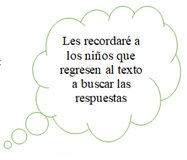 Les recordaré a
los niños que
regresen al texto
a buscar las
respuestas